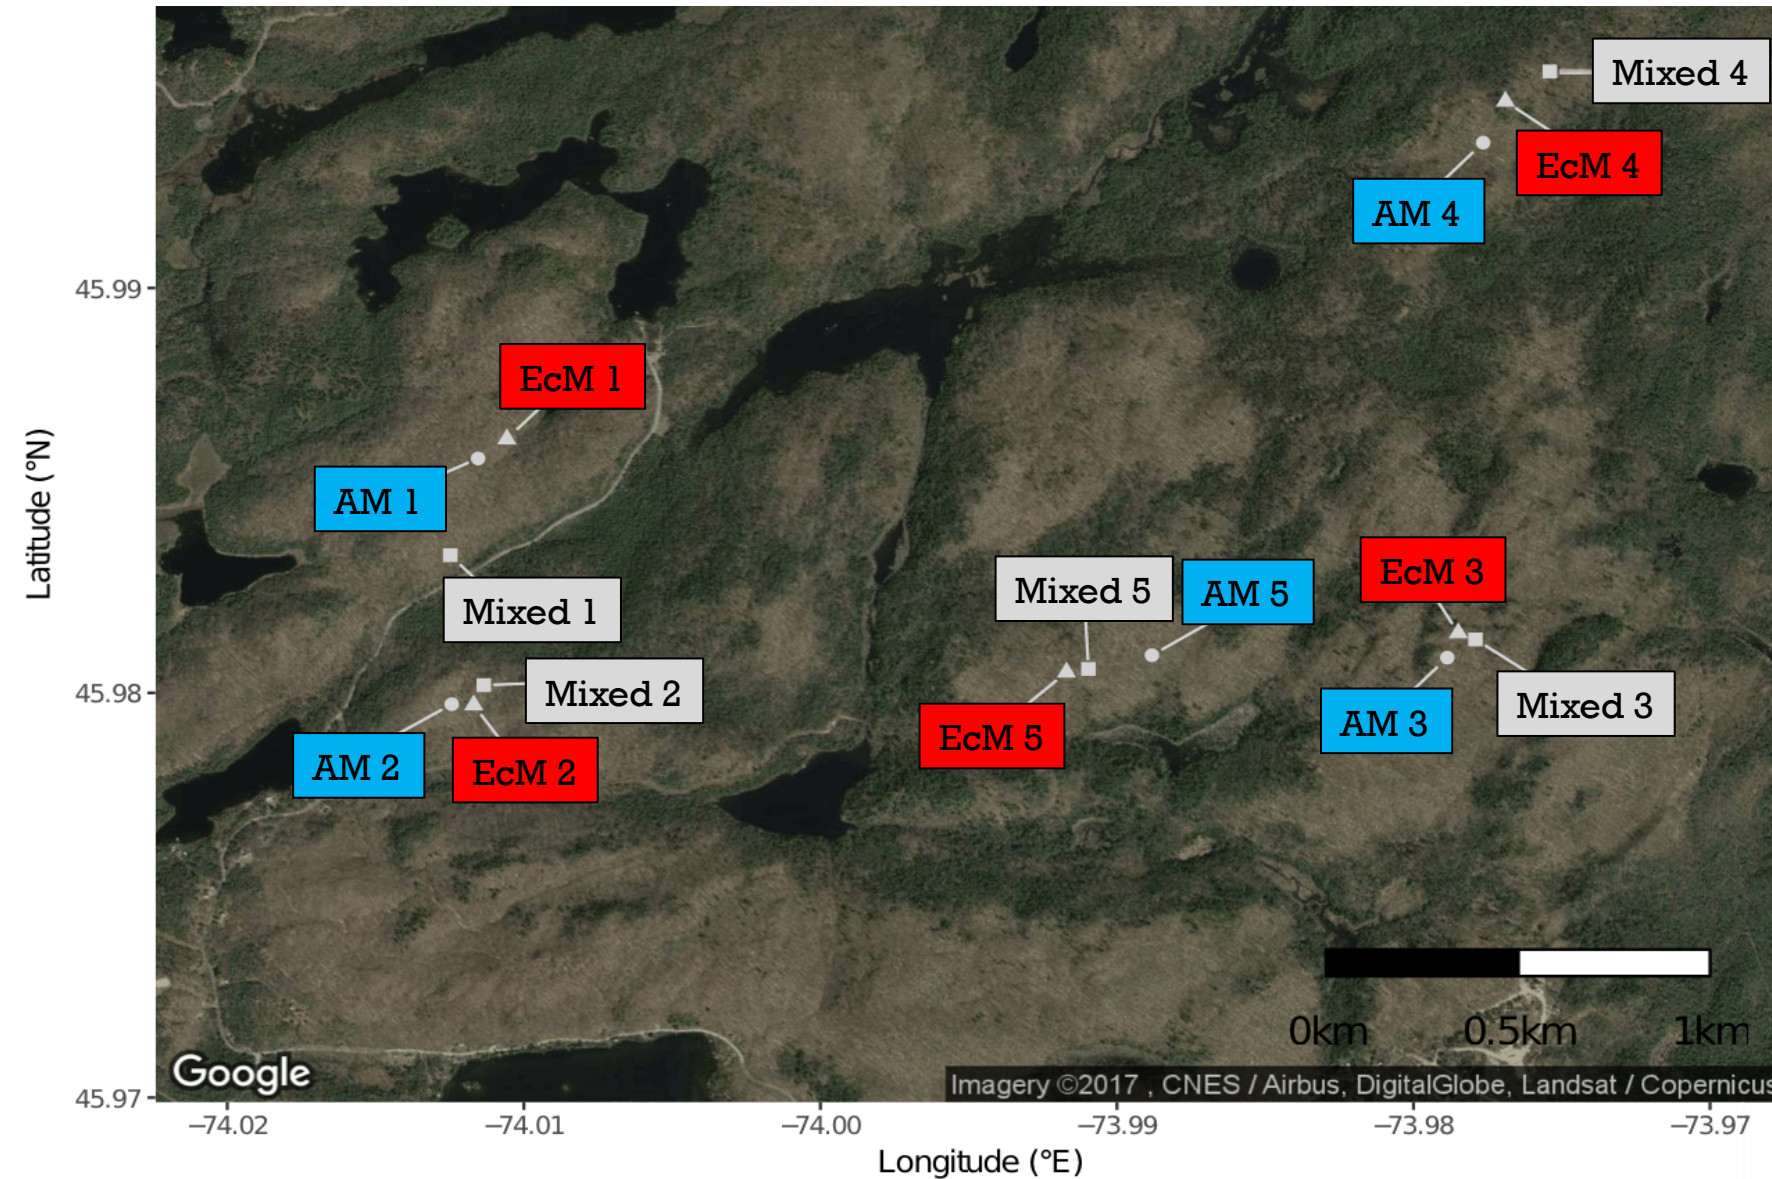 Mixed 4
EcM 4
AM 4
45.99
EcM 1
AM 1
Latitude (°N)
Mixed 1
Mixed 5
AM 5
EcM 3
Mixed 2
45.98
AM 2
EcM 2
EcM 5
AM 3
Mixed 3
0km 0.5km 1km
Google
Imagery ©2017 , CNES / Airbus, DigitalGlobe, Landsat / Copernicus
45.97
−74.02 −74.01 −74.00 −73.99 −73.98 −73.97
Longitude (°E)